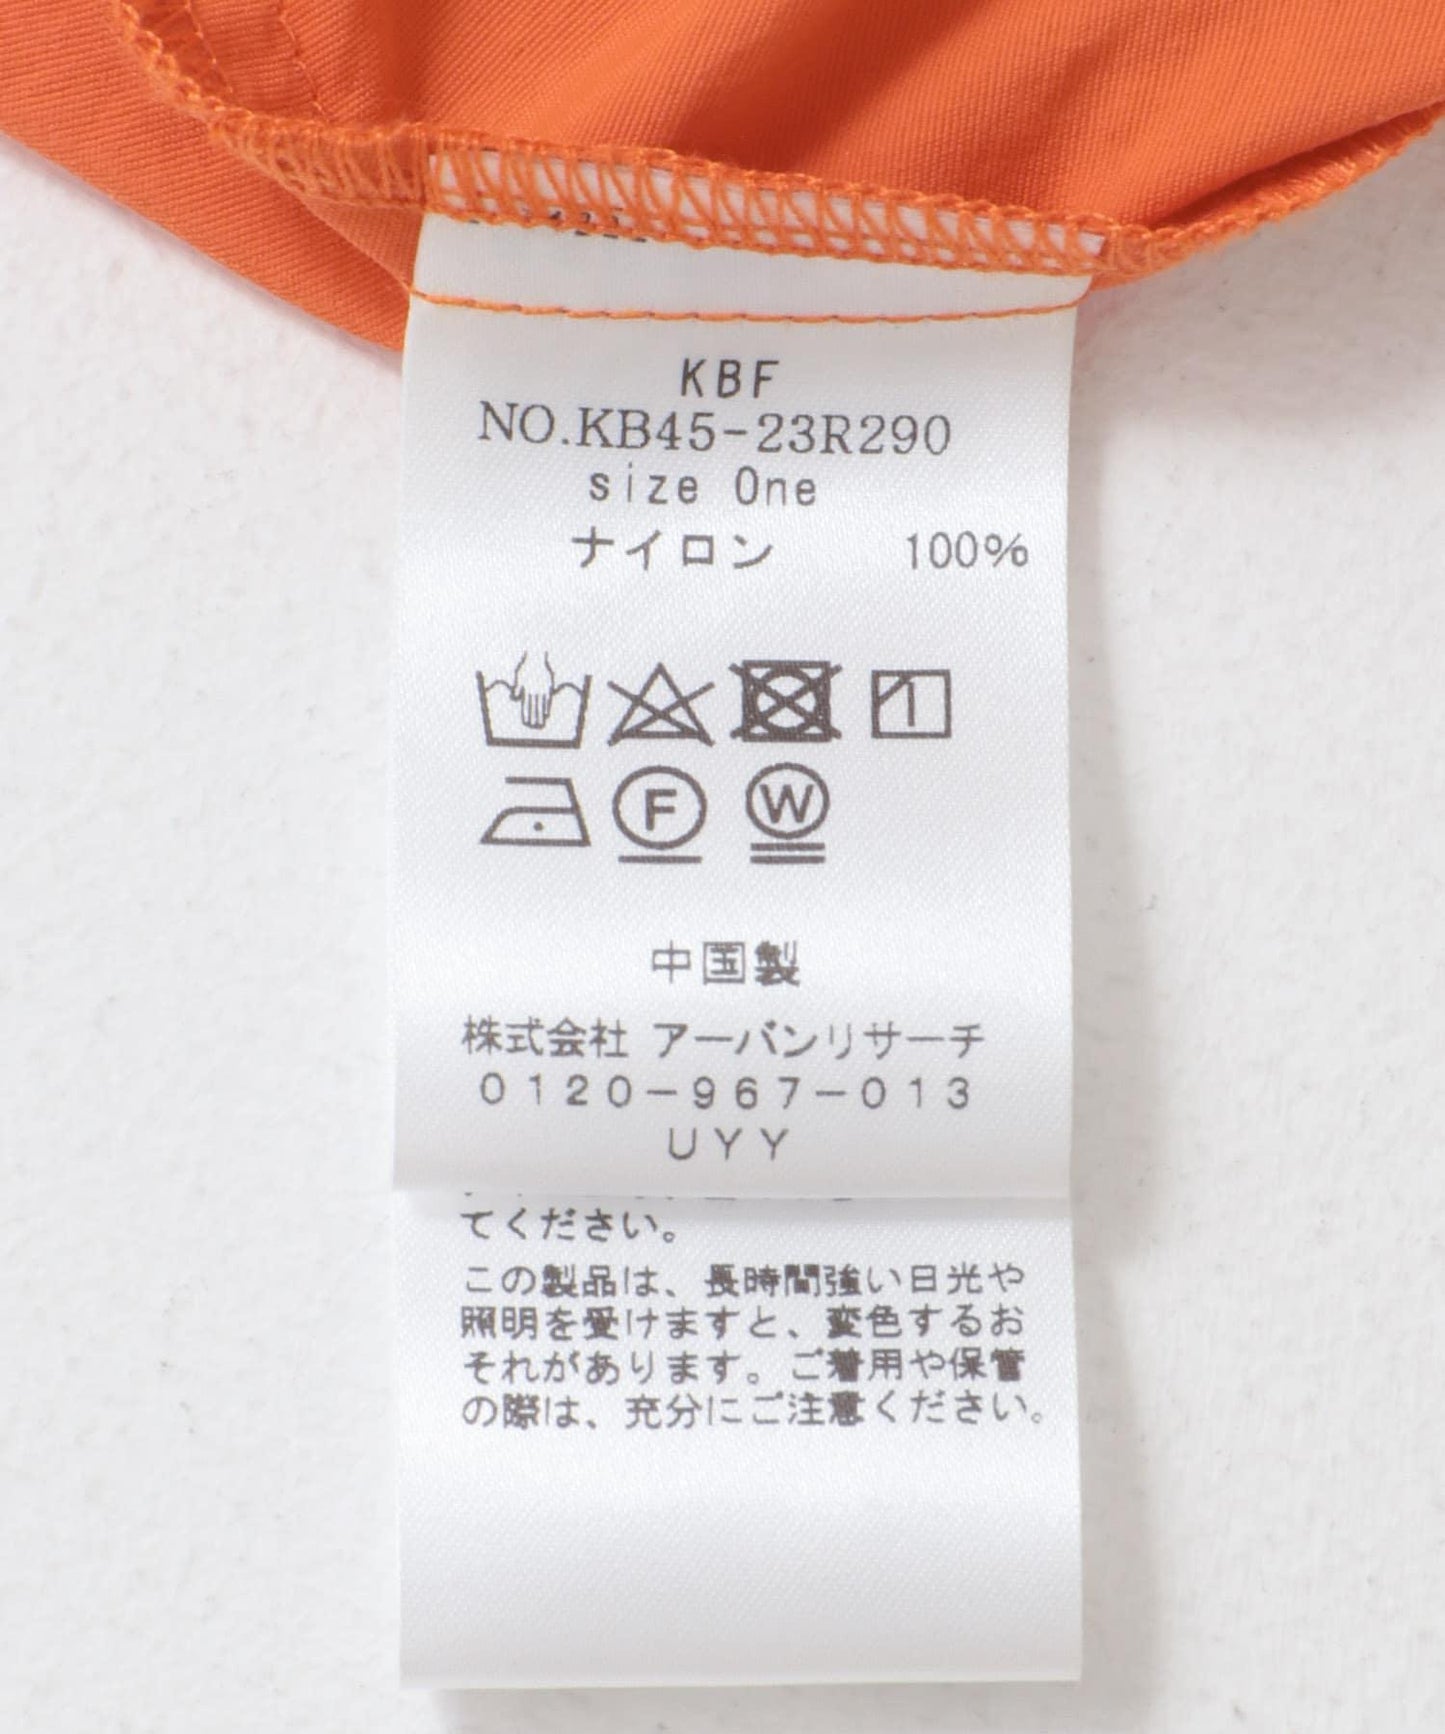 KBF
NO.KB45-23R290
size One
ナイロン 100%
F
W
中国製
株式会社 アーバンリサーチ
0120-967-013
UYY
てください。
この製品は、長時間強い日光や
照明を受けますと、変色するお
それがあります。ご着用や保管
の際は、充分にご注意ください。